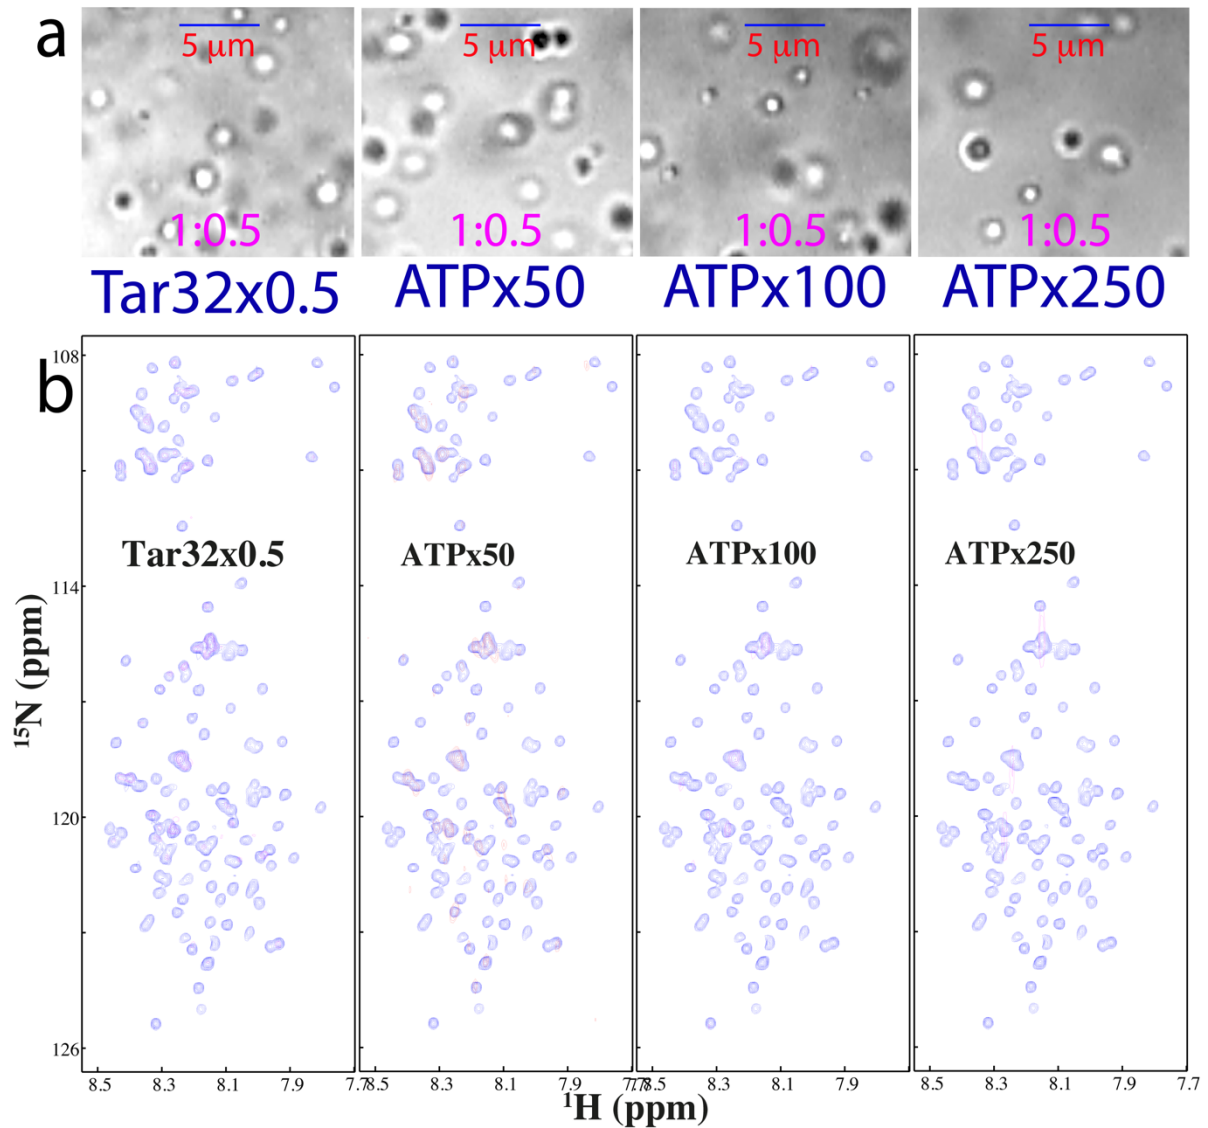 a
5 μm
5 μm
5 μm
5 μm
1:0.5
1:0.5
1:0.5
1:0.5
Tar32x0.5
ATPx50
ATPx100
ATPx250
b
108
Tar32x0.5
ATPx50
ATPx100
ATPx250
114
120
126
¹⁵N (ppm)
8.5 8.3 8.1 7.9 7.7
8.5 8.3 8.1 7.9 7.7
8.5 8.3 8.1 7.9
8.5 8.3 8.1 7.9 7.7
¹H (ppm)